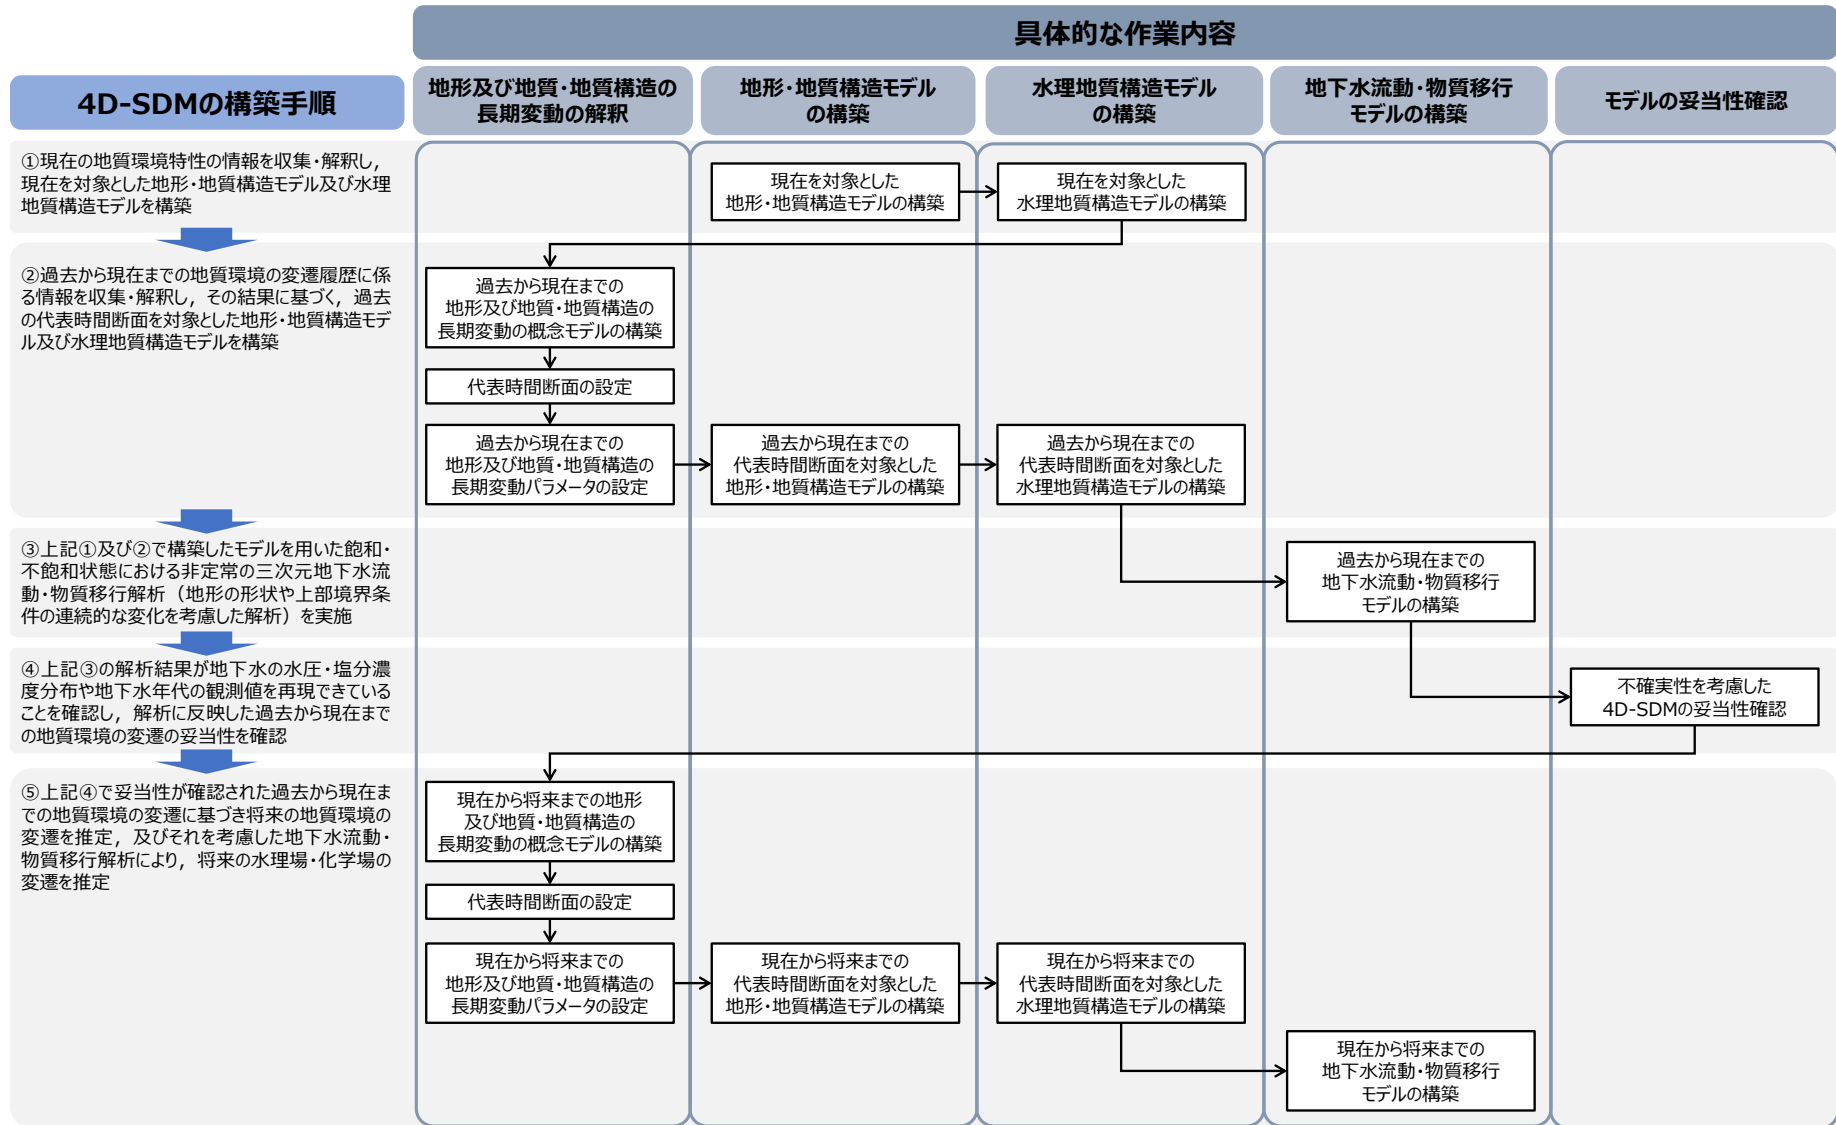 具体的な作業内容
4D-SDMの構築手順
地形及び地質・地質構造の
長期変動の解釈
地形・地質構造モデル
の構築
水理地質構造モデル
の構築
地下水流動・物質移行
モデルの構築
モデルの妥当性確認
①現在の地質環境特性の情報を収集・解釈し，
現在を対象とした地形・地質構造モデル及び水理
地質構造モデルを構築
現在を対象とした
地形・地質構造モデルの構築
現在を対象とした
水理地質構造モデルの構築
②過去から現在までの地質環境の変遷履歴に係
る情報を収集・解釈し，その結果に基づく，過去
の代表時間断面を対象とした地形・地質構造モデ
ル及び水理地質構造モデルを構築
過去から現在までの
地形及び地質・地質構造の
長期変動の概念モデルの構築
代表時間断面の設定
過去から現在までの
地形及び地質・地質構造の
長期変動パラメータの設定
過去から現在までの
代表時間断面を対象とした
地形・地質構造モデルの構築
過去から現在までの
代表時間断面を対象とした
水理地質構造モデルの構築
③上記①及び②で構築したモデルを用いた飽和・
不飽和状態における非定常の三次元地下水流
動・物質移行解析（地形の形状や上部境界条
件の連続的な変化を考慮した解析）を実施
過去から現在までの
地下水流動・物質移行
モデルの構築
④上記③の解析結果が地下水の水圧・塩分濃
度分布や地下水年代の観測値を再現できている
ことを確認し，解析に反映した過去から現在まで
の地質環境の変遷の妥当性を確認
不確実性を考慮した
4D-SDMの妥当性確認
⑤上記④で妥当性が確認された過去から現在ま
での地質環境の変遷に基づき将来の地質環境の
変遷を推定，及びそれを考慮した地下水流動・
物質移行解析により，将来の水理場・化学場の
変遷を推定
現在から将来までの地形
及び地質・地質構造の
長期変動の概念モデルの構築
代表時間断面の設定
現在から将来までの
地形及び地質・地質構造の
長期変動パラメータの設定
現在から将来までの
代表時間断面を対象とした
地形・地質構造モデルの構築
現在から将来までの
代表時間断面を対象とした
水理地質構造モデルの構築
現在から将来までの
地下水流動・物質移行
モデルの構築